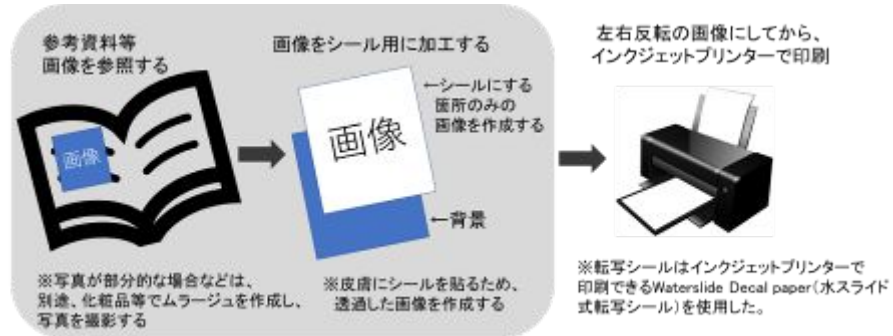 参考資料等
画像を参照する
画像
※写真が部分的な場合などは、
別途、化粧品等でムラージュを作成し、
写真を撮影する
画像をシール用に加工する
←シールにする
箇所のみの
画像を作成する
画像
←背景
※皮膚にシールを貼るため、
透過した画像を作成する
左右反転の画像にしてから、
インクジェットプリンターで印刷
※転写シールはインクジェットプリンターで
印刷できるWaterslide Decal paper(水スライド
式転写シール)を使用した。